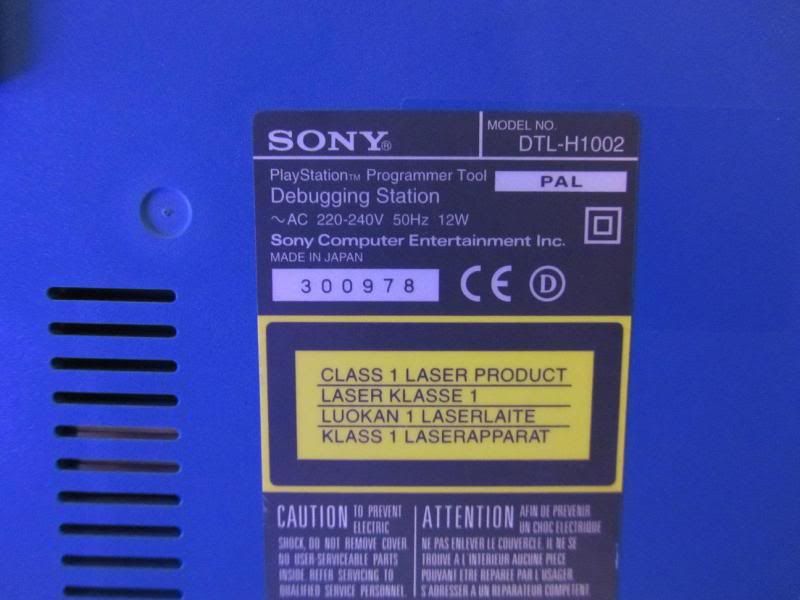 SONY®
MODEL NO.
DTL-H1002
PlayStation™ Programmer Tool
PAL
Debugging Station
~AC 220-240V 50Hz 12W
Sony Computer Entertainment Inc.
MADE IN JAPAN
300978
CE D
CLASS 1 LASER PRODUCT
LASER KLASSE 1
LUOKAN 1 LASERLAITE
KLASS 1 LASERAPPARAT
CAUTION TO PREVENT
ELECTRIC
SHOCK, DO NOT REMOVE COVER.
NO USER-SERVICEABLE PARTS
INSIDE. REFER SERVICING TO
QUALIFIED SERVICE PERSONNEL.
ATTENTION AFIN DE PREVENIR
UN CHOC ELECTRIQUE
NE PAS ENLEVER LE COUVERCLE. IL NE SE
TROUVE A L'INTERIEUR AUCUNE PIECE
POUVANT ETRE REPAREE PAR L'USAGER.
S'ADRESSER A UN REPARATEUR COMPETENT.